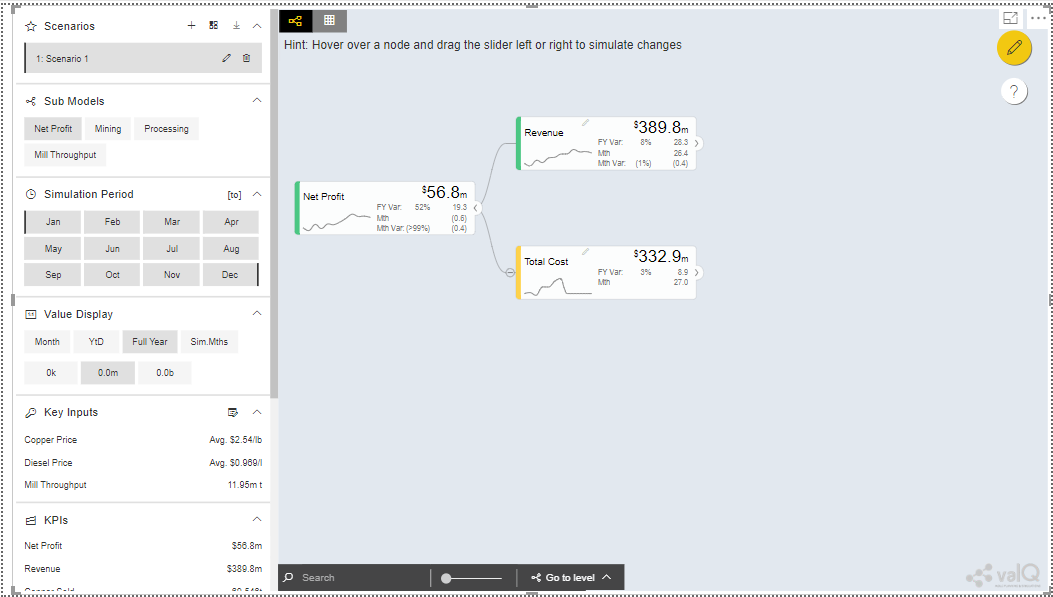 Scenarios
1: Scenario 1
Sub Models
Net Profit Mining Processing
Mill Throughput
Simulation Period [to]
Jan Feb Mar Apr
May Jun Jul Aug
Sep Oct Nov Dec
Value Display
Month YtD Full Year Sim.Mths
0k 0.0m 0.0b
Key Inputs
Copper Price Avg. $2.54/lb
Diesel Price Avg. $0.969/l
Mill Throughput 11.95m t
KPIs
Net Profit $56.8m
Revenue $389.8m
Hint: Hover over a node and drag the slider left or right to simulate changes
?
Net Profit $56.8m
FY Var: 52% 19.3
Mth (0.6)
Mth Var: (>99%) (0.4)
Revenue $389.8m
FY Var: 8% 28.3
Mth 26.4
Mth Var: (1%) (0.4)
Total Cost $332.9m
FY Var: 3% 8.9
Mth 27.0
Search Go to level
valQ